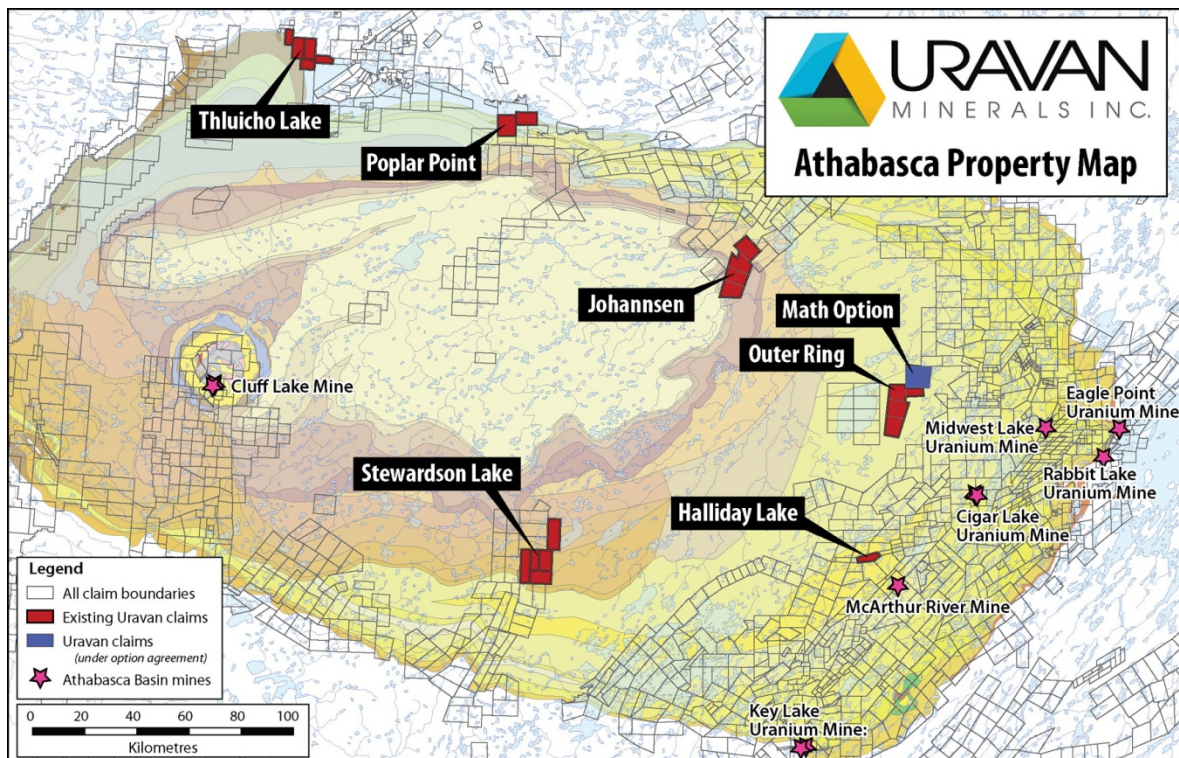 URAVAN
MINERALS INC.
Athabasca Property Map
Thluicho Lake
Poplar Point
Johannsen
Math Option
Outer Ring
Cluff Lake Mine
Eagle Point
Uranium Mine
Midwest Lake
Uranium Mine
Rabbit Lake
Uranium Mine
Stewardson Lake
Halliday Lake
Cigar Lake
Uranium Mine
McArthur River Mine
Key Lake
Uranium Mine:
Legend
All claim boundaries
Existing Uravan claims
Uravan claims
(under option agreement)
Athabasca Basin mines
0 20 40 60 80 100
Kilometres